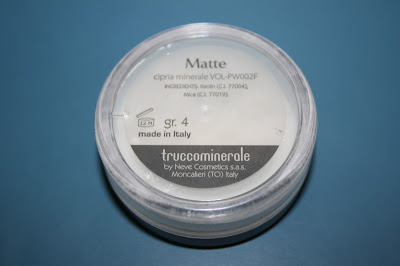 Matte
cipria minerale VOL-PW002F
INGREDIENTS: Kaolin (C.I. 77004),
Mica (C.I. 77019)
12 M
gr. 4
made in Italy
truccominerale
by Neve Cosmetics s.a.s.
Moncalieri (TO) Italy